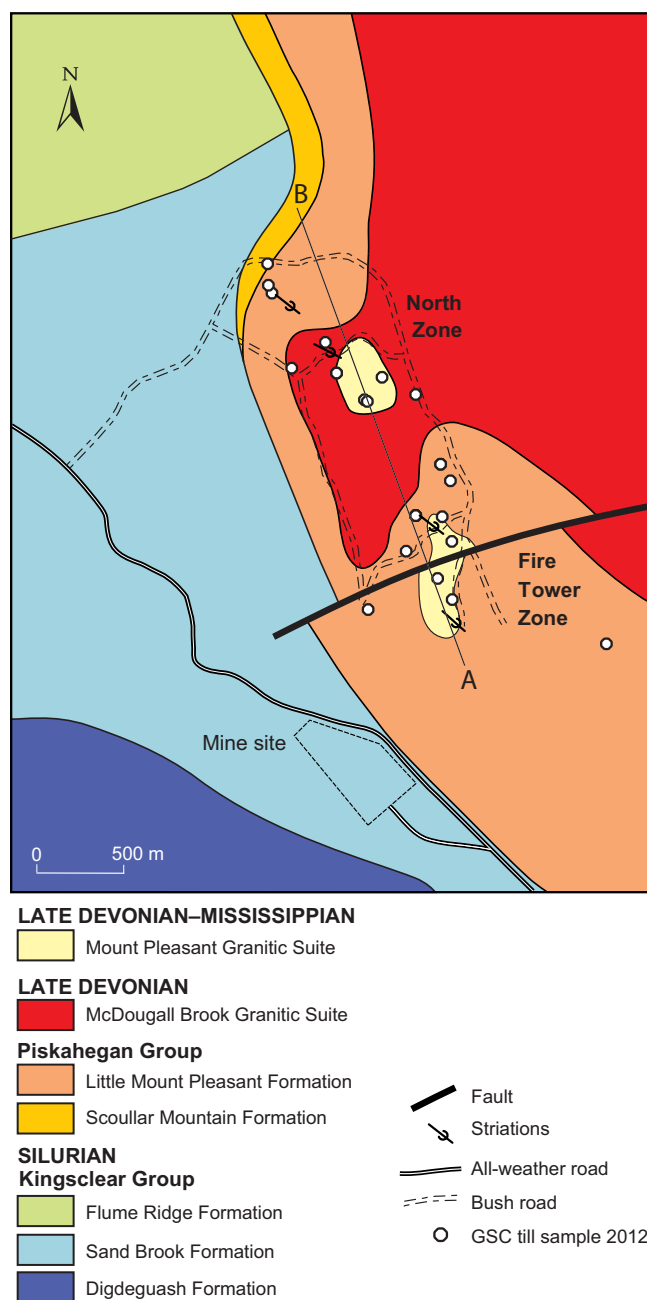 N
B
North
Zone
Fire
Tower
Zone
A
Mine site
0 500 m
LATE DEVONIAN–MISSISSIPPIAN
Mount Pleasant Granitic Suite
LATE DEVONIAN
McDougall Brook Granitic Suite
Piskahegan Group
Little Mount Pleasant Formation
Scoullar Mountain Formation
SILURIAN
Kingsclear Group
Flume Ridge Formation
Sand Brook Formation
Digdeguash Formation
Fault
Striations
All-weather road
Bush road
GSC till sample 2012